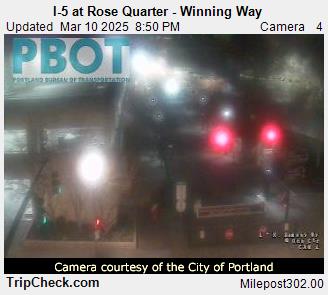 I-5 at Rose Quarter - Winning Way
Updated Mar 10 2025 8:50 PM Camera 4
PBOT
PORTLAND BUREAU OF TRANSPORTATION
Camera courtesy of the City of Portland
TripCheck.com Milepost302.00